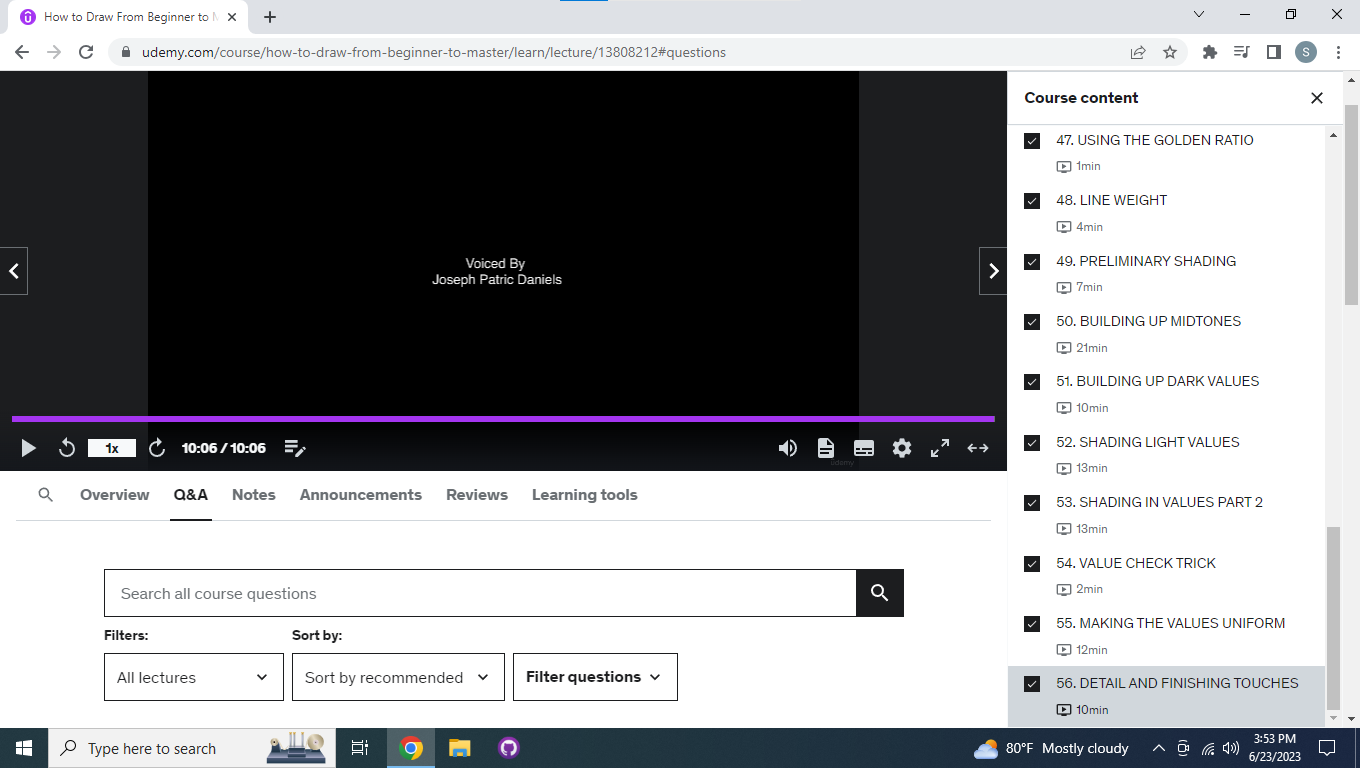 How to Draw From Beginner to M
udemy.com/course/how-to-draw-from-beginner-to-master/learn/lecture/13808212#questions
S
Voiced By
Joseph Patric Daniels
1x
10:06 / 10:06
Udemy
Overview
Q&A
Notes
Announcements
Reviews
Learning tools
Search all course questions
Filters:
Sort by:
All lectures
Sort by recommended
Filter questions
Course content
47. USING THE GOLDEN RATIO
1min
48. LINE WEIGHT
4min
49. PRELIMINARY SHADING
7min
50. BUILDING UP MIDTONES
21min
51. BUILDING UP DARK VALUES
10min
52. SHADING LIGHT VALUES
13min
53. SHADING IN VALUES PART 2
13min
54. VALUE CHECK TRICK
2min
55. MAKING THE VALUES UNIFORM
12min
56. DETAIL AND FINISHING TOUCHES
10min
Type here to search
80°F Mostly cloudy
3:53 PM
6/23/2023